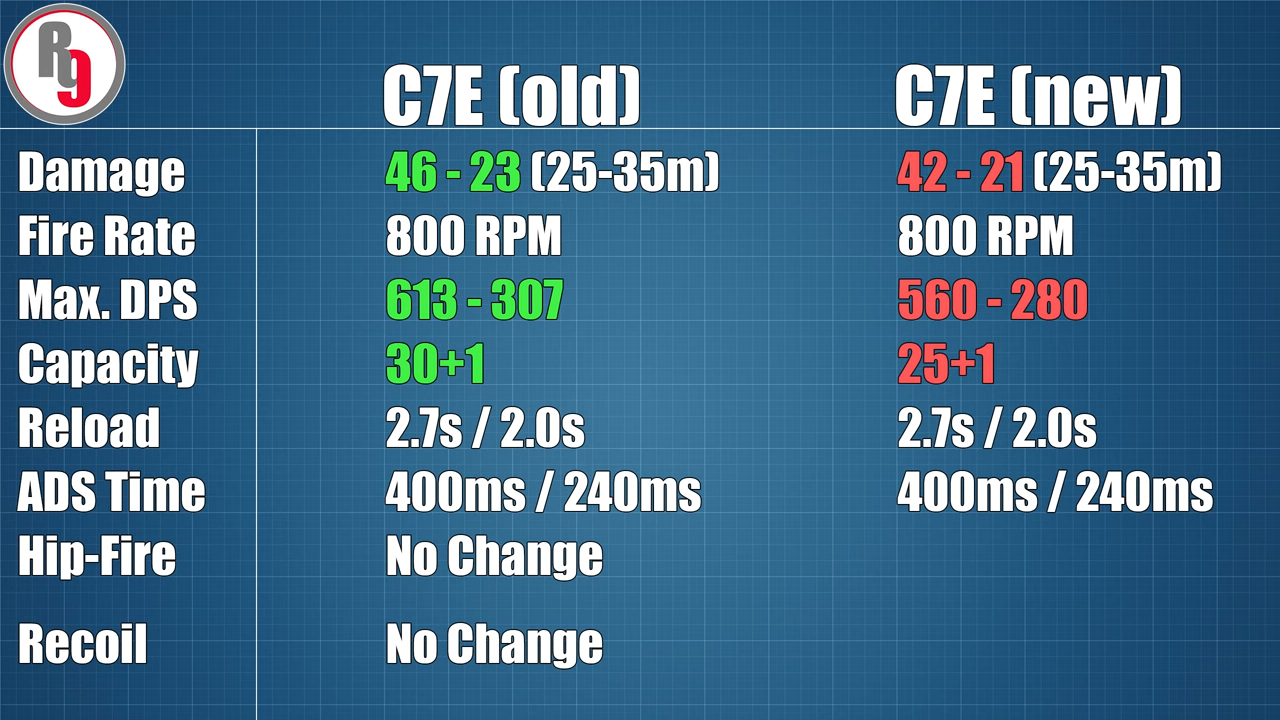 R9
C7E (old) C7E (new)
Damage 46 - 23 (25-35m) 42 - 21 (25-35m)
Fire Rate 800 RPM 800 RPM
Max. DPS 613 - 307 560 - 280
Capacity 30+1 25+1
Reload 2.7s / 2.0s 2.7s / 2.0s
ADS Time 400ms / 240ms 400ms / 240ms
Hip-Fire No Change
Recoil No Change